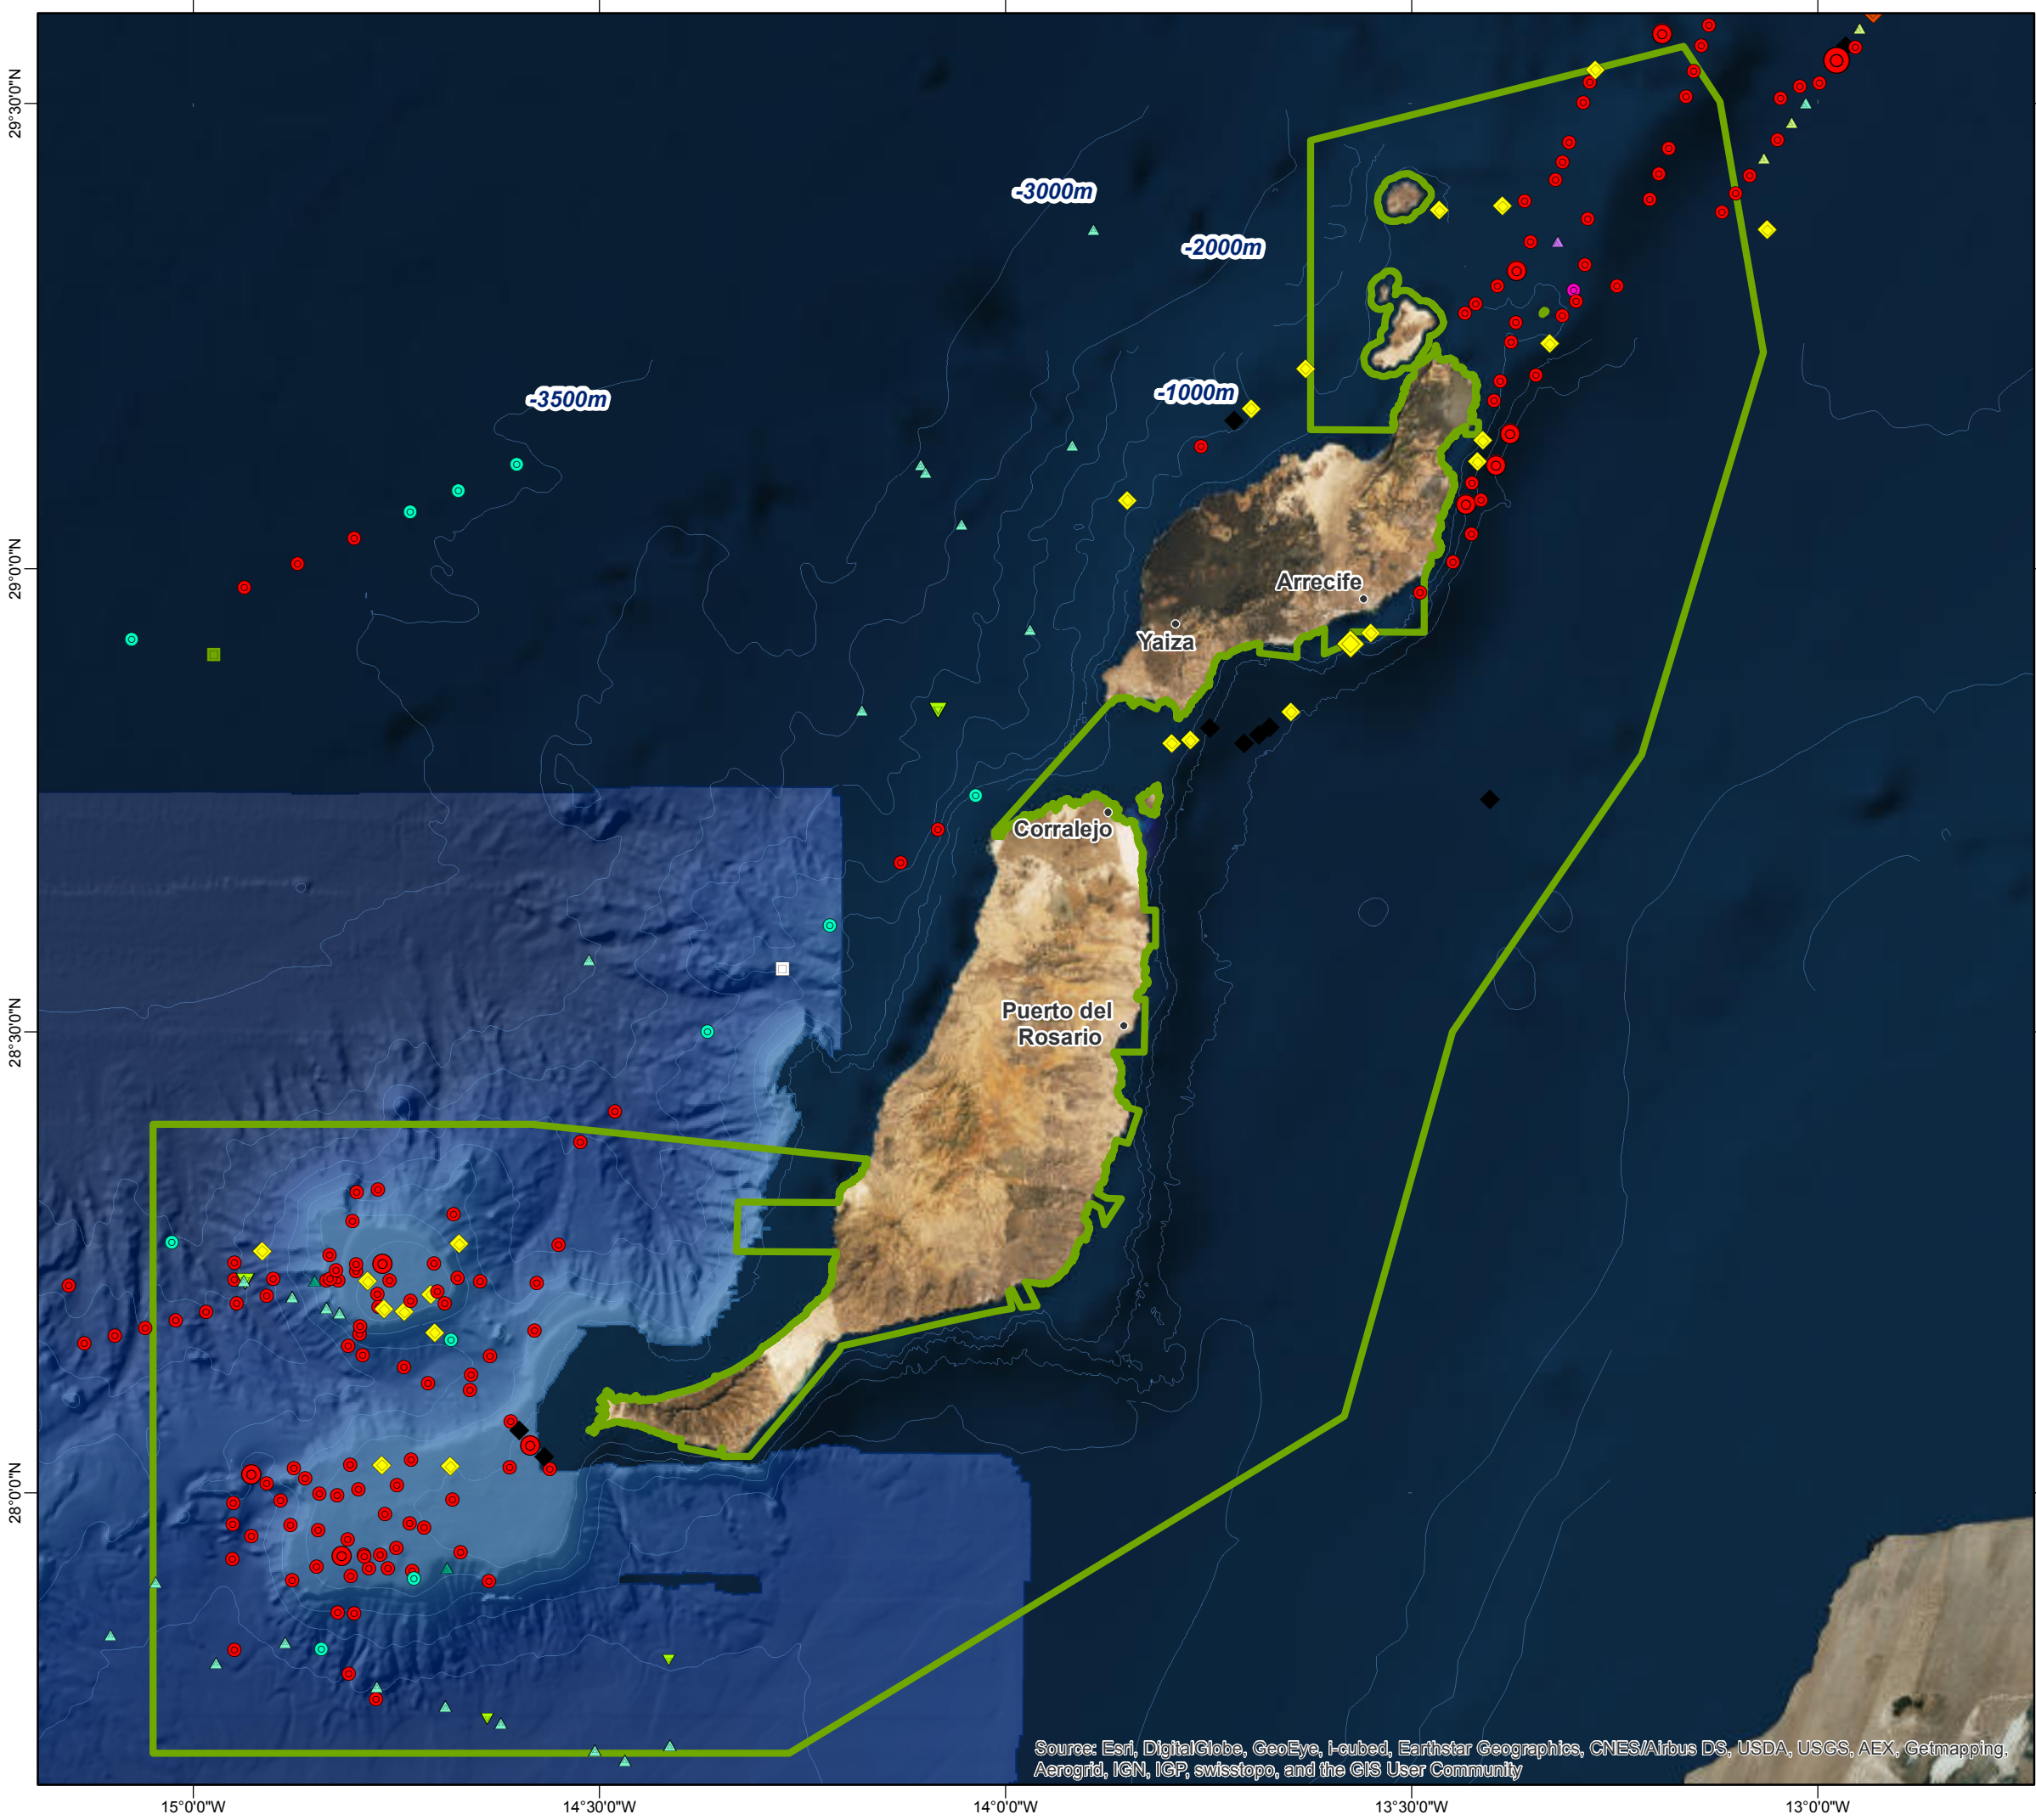 29°30'0"N
-3000m
-2000m
-1000m
-3500m
29°0'0"N
Arrecife
Yaiza
Corralejo
28°30'0"N
Puerto del
Rosario
28°0'0"N
Source: Esri, DigitalGlobe, GeoEye, i-cubed, Earthstar Geographics, CNES/Airbus DS, USDA, USGS, AEX, Getmapping,
Aerogrid, IGN, IGP, swisstopo, and the GIS User Community
15°0'0"W
14°30'0"W
14°0'0"W
13°30'0"W
13°0'0"W